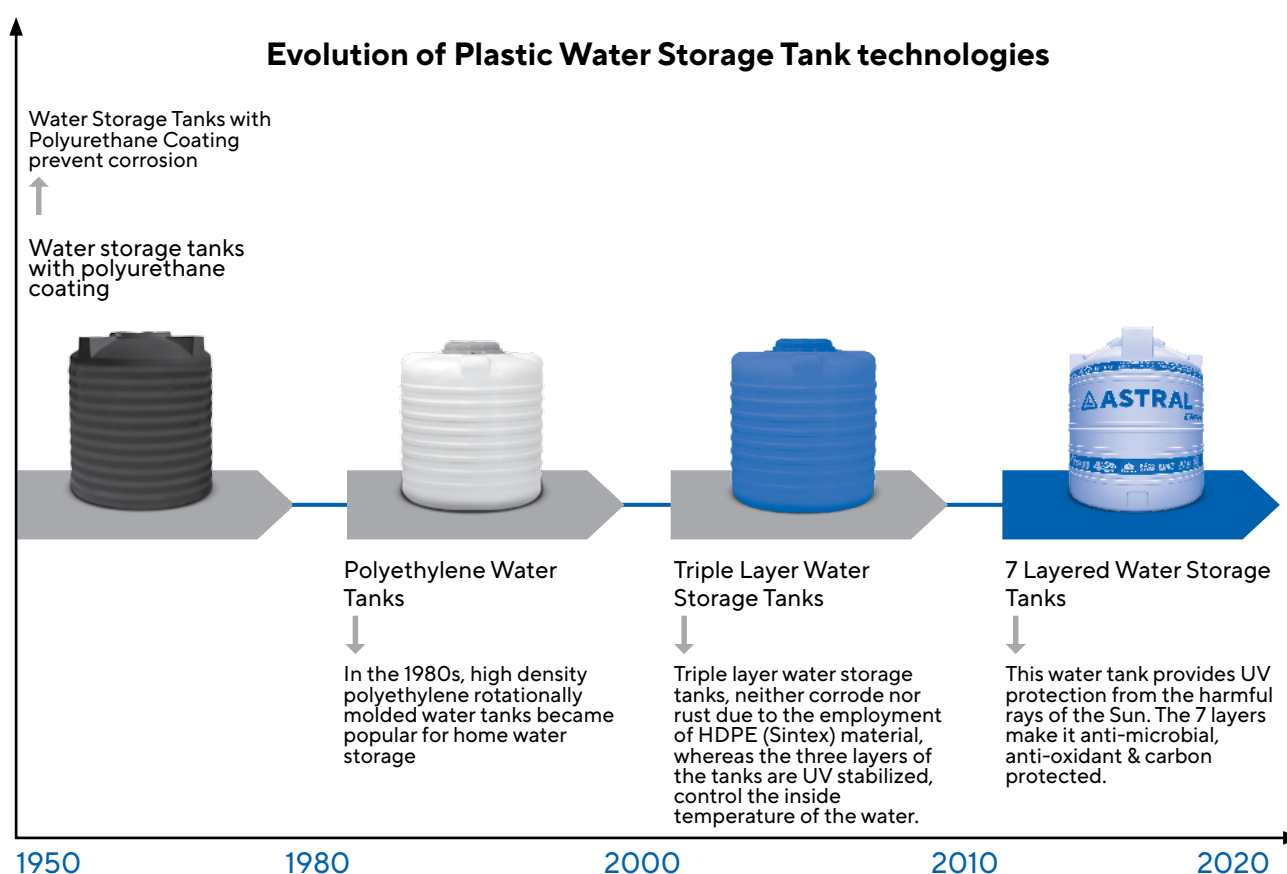 Evolution of Plastic Water Storage Tank technologies
Water Storage Tanks with
Polyurethane Coating
prevent corrosion
Water storage tanks
with polyurethane
coating
ASTRAL
Polyethylene Water
Tanks
In the 1980s, high density
polyethylene rotationally
molded water tanks became
popular for home water
storage
Triple Layer Water
Storage Tanks
Triple layer water storage
tanks, neither corrode nor
rust due to the employment
of HDPE (Sintex) material,
whereas the three layers of
the tanks are UV stabilized,
control the inside
temperature of the water.
7 Layered Water Storage
Tanks
This water tank provides UV
protection from the harmful
rays of the Sun. The 7 layers
make it anti-microbial,
anti-oxidant & carbon
protected.
1950
1980
2000
2010
2020